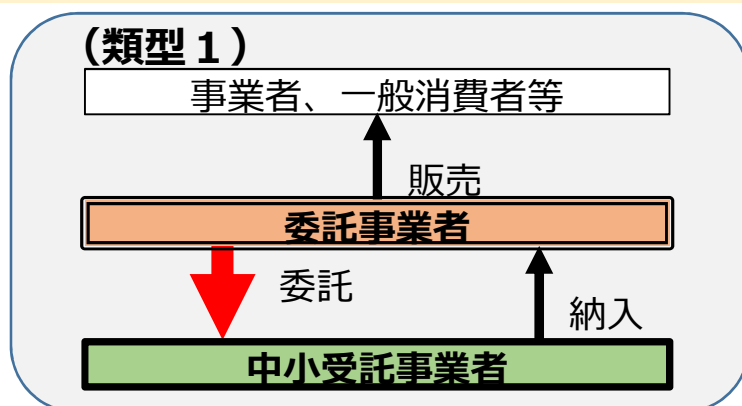 （類型１）
事業者、一般消費者等
販売
委託事業者
委託
納入
中小受託事業者